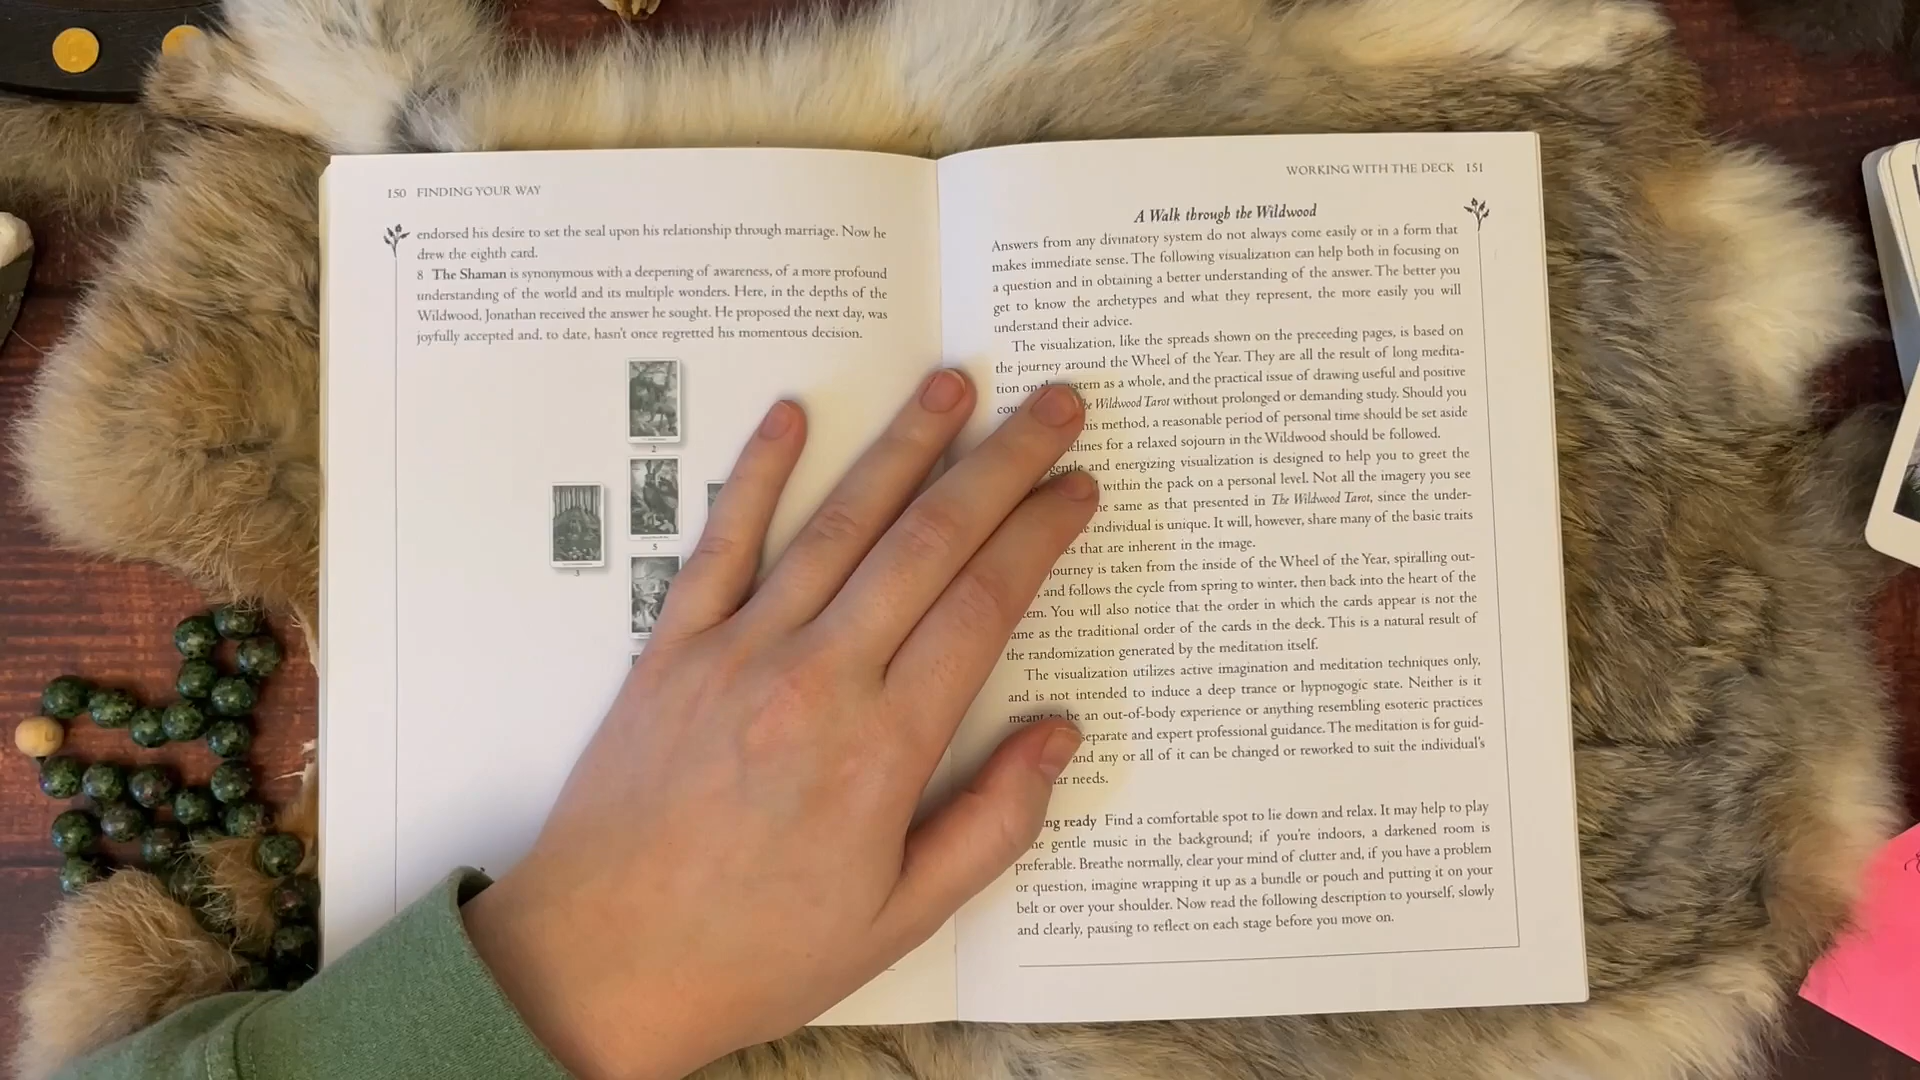 150 FINDING YOUR WAY
endorsed his desire to set the seal upon his relationship through marriage. Now he
drew the eighth card.
8 The Shaman is synonymous with a deepening of awareness, of a more profound
understanding of the world and its multiple wonders. Here, in the depths of the
Wildwood, Jonathan received the answer he sought. He proposed the next day, was
joyfully accepted and, to date, hasn't once regretted his momentous decision.
2
5
3
WORKING WITH THE DECK 151
A Walk through the Wildwood
Answers from any divinatory system do not always come easily or in a form that
makes immediate sense. The following visualization can help both in focusing on
a question and in obtaining a better understanding of the answer. The better you
get to know the archetypes and what they represent, the more easily you will
understand their advice.
The visualization, like the spreads shown on the preceding pages, is based on
the journey around the Wheel of the Year. They are all the result of long medita-
tion on as a whole, and the practical issue of drawing useful and positive
Wildwood Tarot without prolonged or demanding study. Should you
method, a reasonable period of personal time should be set aside
for a relaxed sojourn in the Wildwood should be followed.
gentle and energizing visualization is designed to help you to greet the
within the pack on a personal level. Not all the imagery you see
same as that presented in The Wildwood Tarot, since the under-
individual is unique. It will, however, share many of the basic traits
that are inherent in the image.
journey is taken from the inside of the Wheel of the Year, spiralling out-
, and follows the cycle from spring to winter, then back into the heart of the
You will also notice that the order in which the cards appear is not the
as the traditional order of the cards in the deck. This is a natural result of
the randomization generated by the meditation itself.
The visualization utilizes active imagination and meditation techniques only,
and is not intended to induce a deep trance or hypnogogic state. Neither is it
meant to be an out-of-body experience or anything resembling esoteric practices
separate and expert professional guidance. The meditation is for guid-
and any or all of it can be changed or reworked to suit the individual's
needs.
ready Find a comfortable spot to lie down and relax. It may help to play
gentle music in the background; if you're indoors, a darkened room is
preferable. Breathe normally, clear your mind of clutter and, if you have a problem
or question, imagine wrapping it up as a bundle or pouch and putting it on your
belt or over your shoulder. Now read the following description to yourself, slowly
and clearly, pausing to reflect on each stage before you move on.